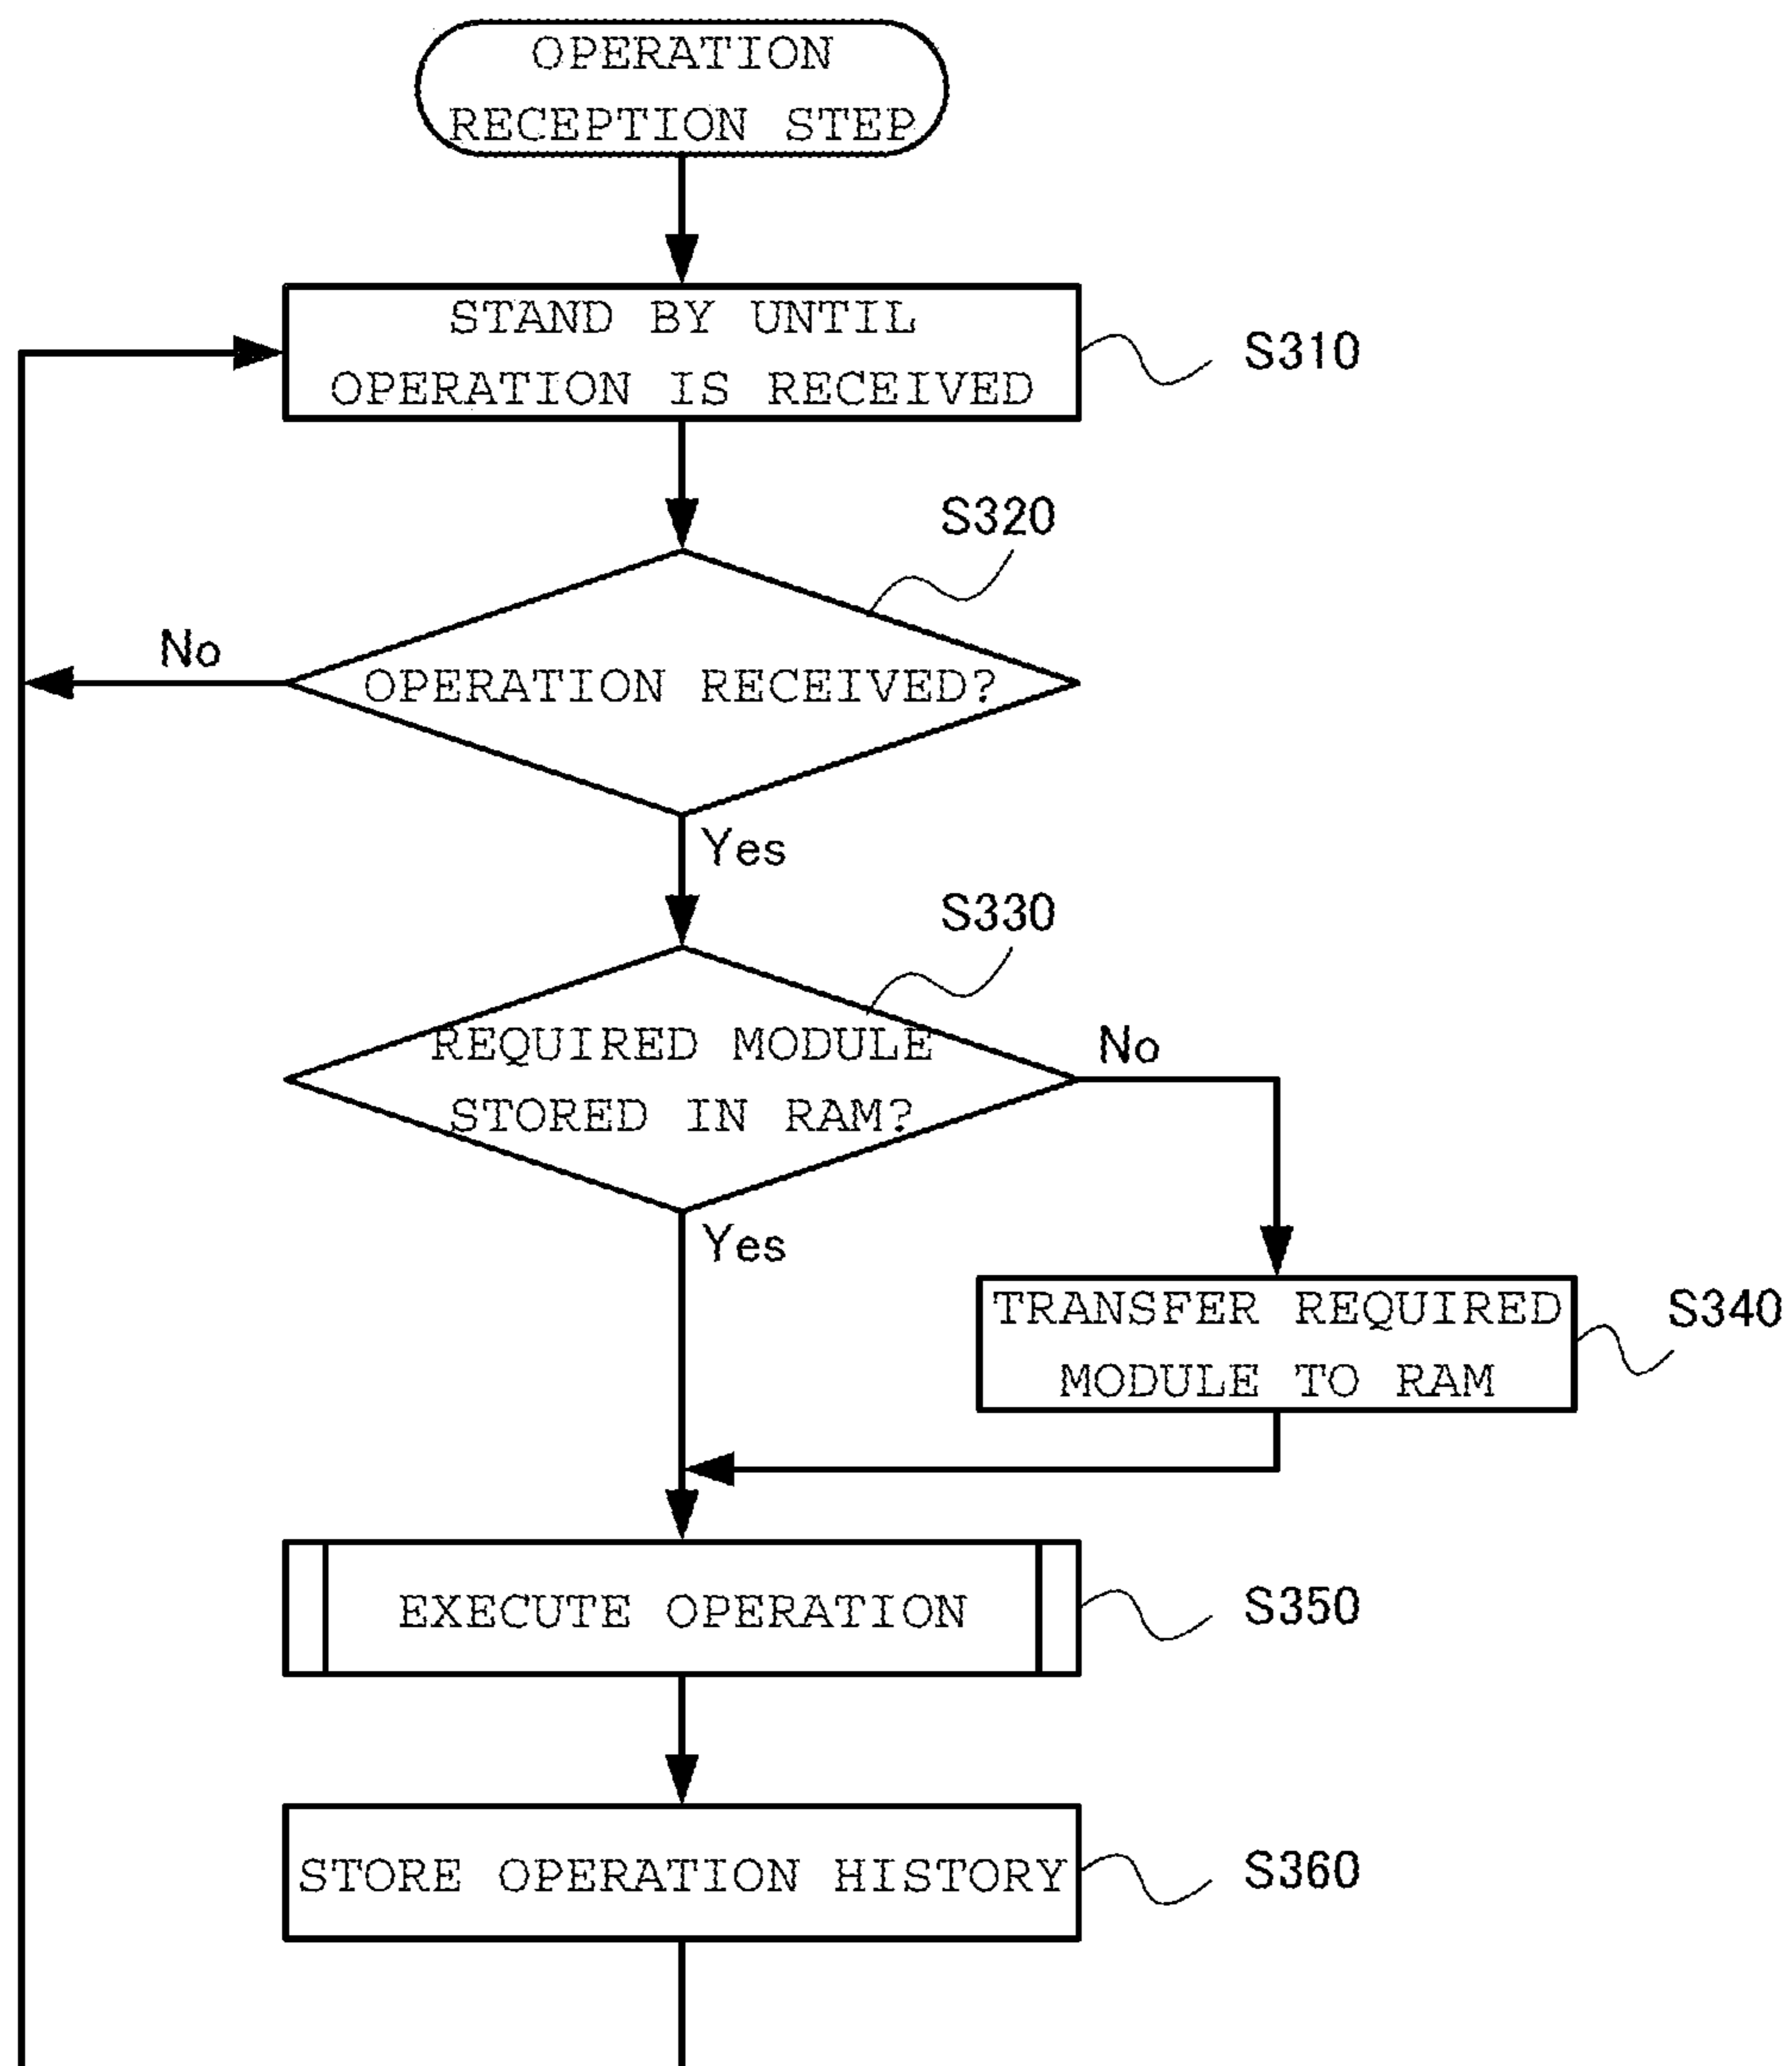 OPERATION
RECEPTION STEP
STAND BY UNTIL
OPERATION IS RECEIVED
S310
S320
No
OPERATION RECEIVED?
Yes
S330
REQUIRED MODULE
STORED IN RAM?
No
Yes
TRANSFER REQUIRED
MODULE TO RAM
S340
EXECUTE OPERATION
S350
STORE OPERATION HISTORY
S360